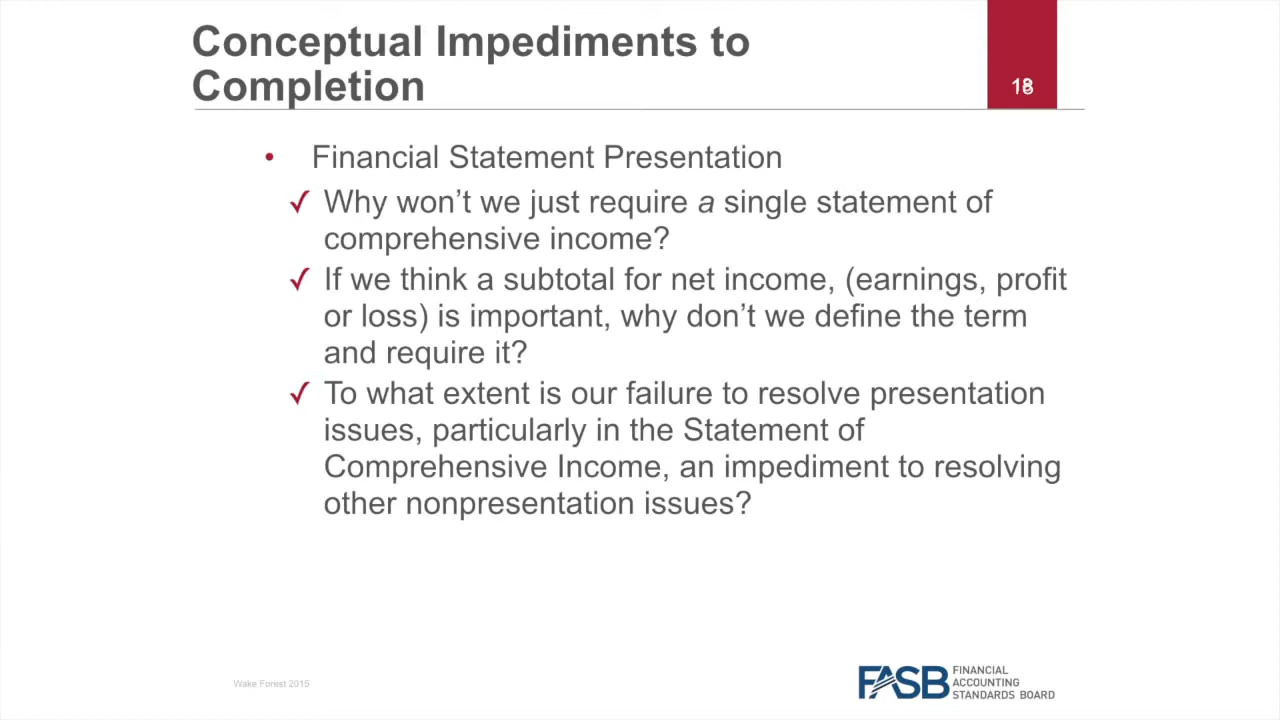 Conceptual Impediments to
Completion
18
• Financial Statement Presentation
✓ Why won’t we just require a single statement of
comprehensive income?
✓ If we think a subtotal for net income, (earnings, profit
or loss) is important, why don’t we define the term
and require it?
✓ To what extent is our failure to resolve presentation
issues, particularly in the Statement of
Comprehensive Income, an impediment to resolving
other nonpresentation issues?
Wake Forest 2015
FASB
FINANCIAL
ACCOUNTING
STANDARDS BOARD